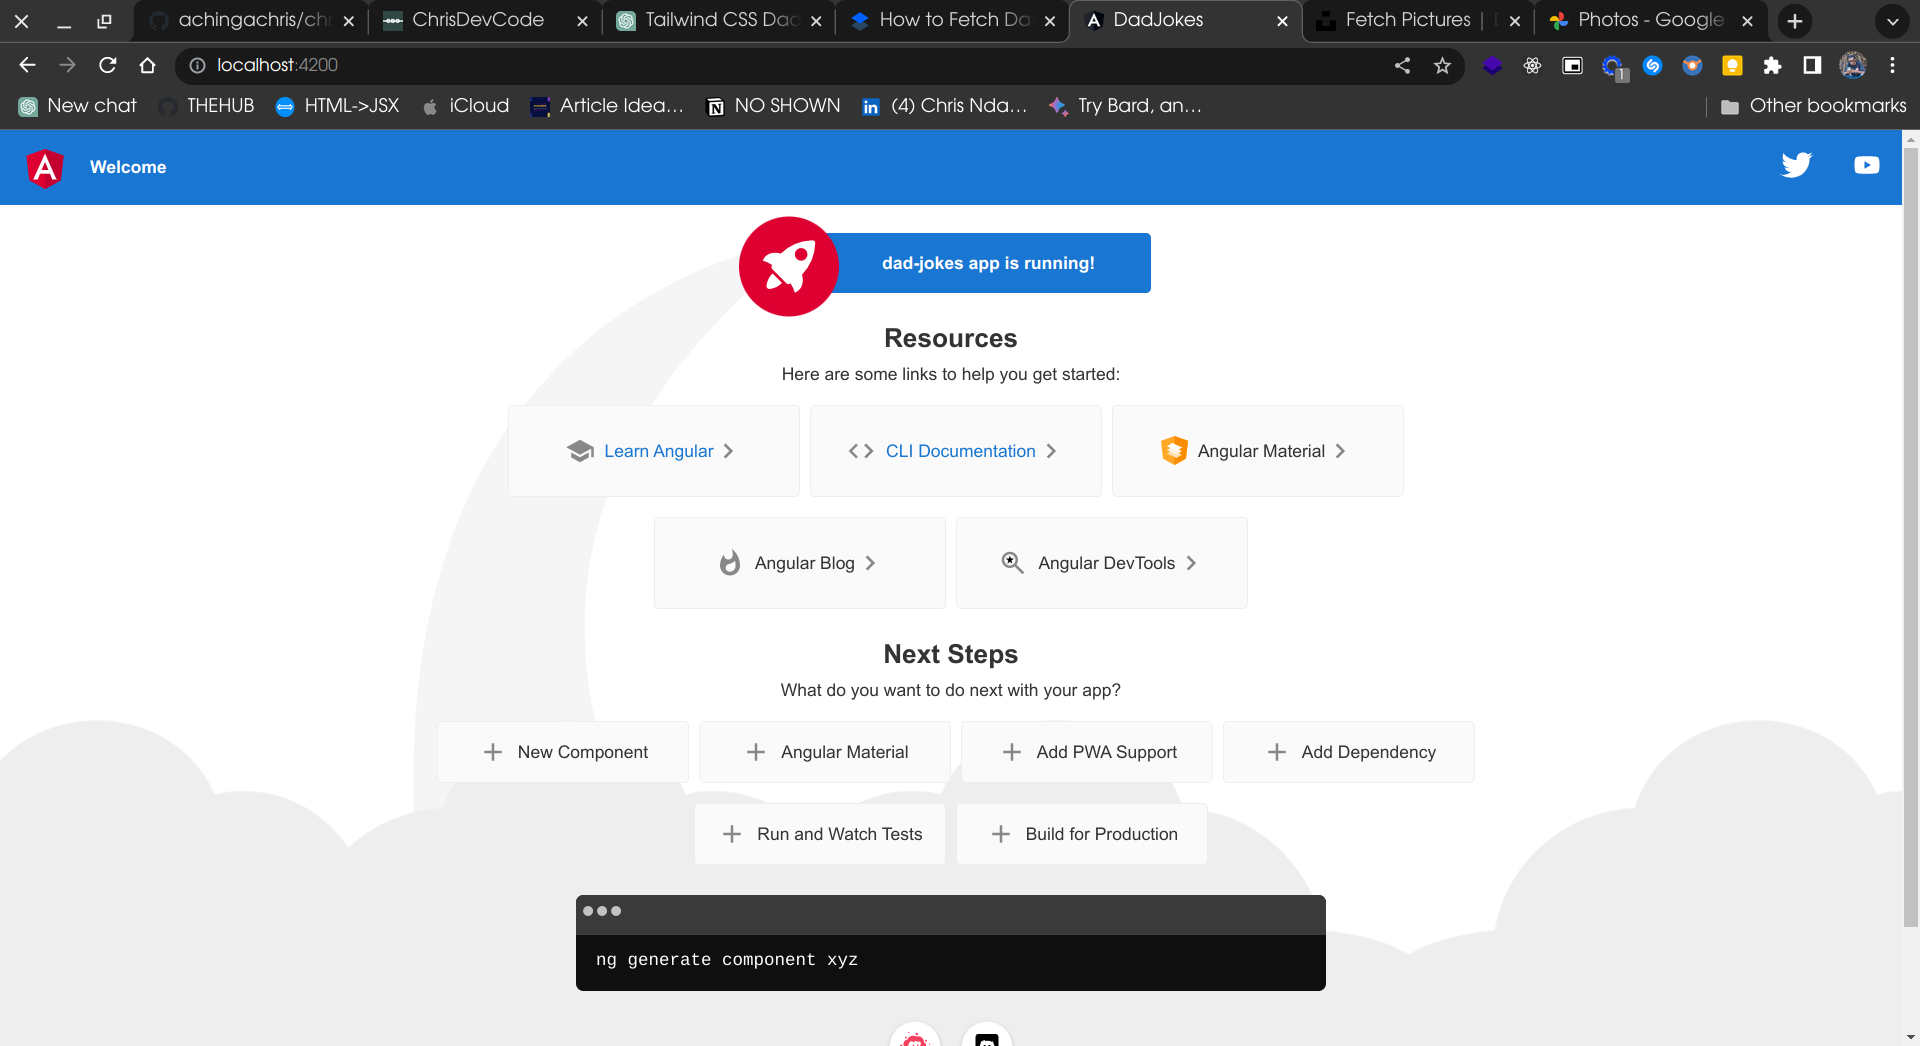 achingachris/chr
ChrisDevCode
Tailwind CSS Dad
How to Fetch Da
DadJokes
Fetch Pictures | D
Photos - Google
localhost:4200
1
New chat
THEHUB
HTML->JSX
iCloud
Article Idea...
NO SHOWN
(4) Chris Nda...
Try Bard, an...
Other bookmarks
Welcome
dad-jokes app is running!
Resources
Here are some links to help you get started:
Learn Angular
CLI Documentation
Angular Material
Angular Blog
Angular DevTools
Next Steps
What do you want to do next with your app?
New Component
Angular Material
Add PWA Support
Add Dependency
Run and Watch Tests
Build for Production
ng generate component xyz